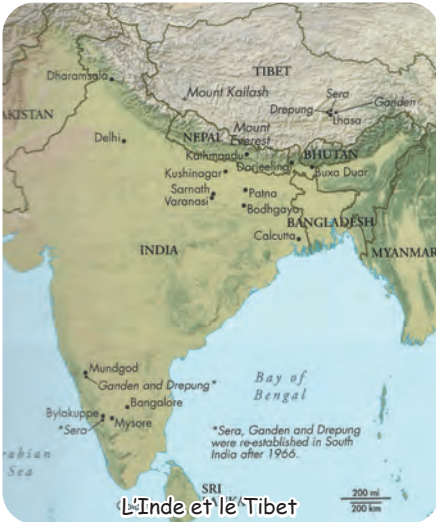 Dharamsala
TIBET
Mount Kailash
Sera
Drepung
Ganden
Lhasa
PAKISTAN
Delhi
NEPAL
Mount
Everest
Kathmandu
BHUTAN
Darjeeling
Buxa Duar
Kushinagar
Sarnath
Varanasi
Patna
Bodhgaya
BANGLADESH
Calcutta
INDIA
MYANMAR
Mundgod
Ganden and Drepung*
Bay of
Bengal
Bangalore
Bylakuppe
*Sera
Mysore
*Sera, Ganden and Drepung
were re-established in South
India after 1966.
Sea
SRI
L'Inde et le Tibet
200 mi
200 km